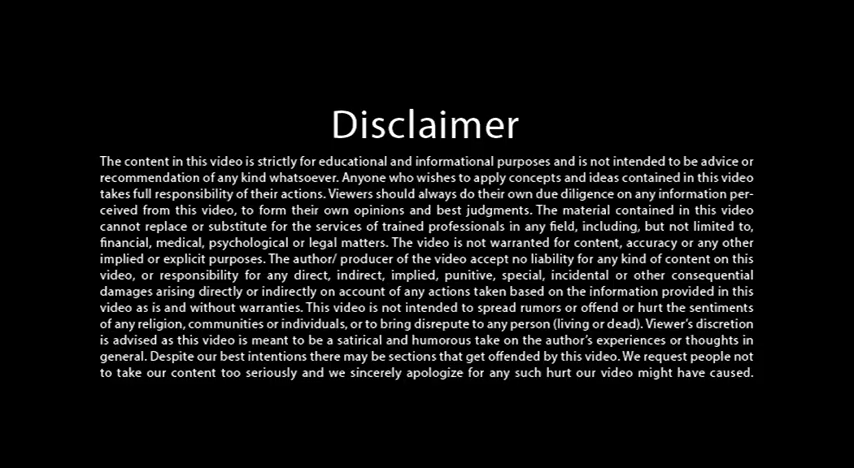 Disclaimer
The content in this video is strictly for educational and informational purposes and is not intended to be advice or
recommendation of any kind whatsoever. Anyone who wishes to apply concepts and ideas contained in this video
takes full responsibility of their actions. Viewers should always do their own due diligence on any information per-
ceived from this video, to form their own opinions and best judgments. The material contained in this video
cannot replace or substitute for the services of trained professionals in any field, including, but not limited to,
financial, medical, psychological or legal matters. The video is not warranted for content, accuracy or any other
implied or explicit purposes. The author/ producer of the video accept no liability for any kind of content on this
video, or responsibility for any direct, indirect, implied, punitive, special, incidental or other consequential
damages arising directly or indirectly on account of any actions taken based on the information provided in this
video as is and without warranties. This video is not intended to spread rumors or offend or hurt the sentiments
of any religion, communities or individuals, or to bring disrepute to any person (living or dead). Viewer's discretion
is advised as this video is meant to be a satirical and humorous take on the author's experiences or thoughts in
general. Despite our best intentions there may be sections that get offended by this video. We request people not
to take our content too seriously and we sincerely apologize for any such hurt our video might have caused.